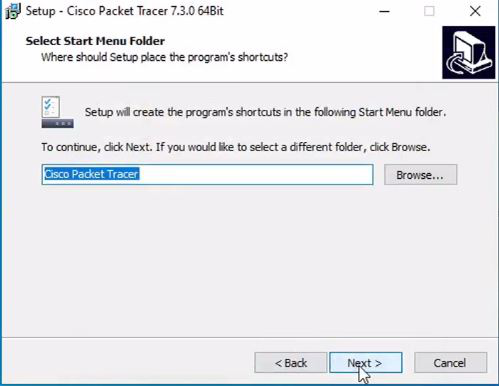 Setup - Cisco Packet Tracer 7.3.0 64Bit
Select Start Menu Folder
Where should Setup place the program's shortcuts?
Setup will create the program's shortcuts in the following Start Menu folder.
To continue, click Next. If you would like to select a different folder, click Browse.
Cisco Packet Tracer
Browse...
< Back
Next >
Cancel